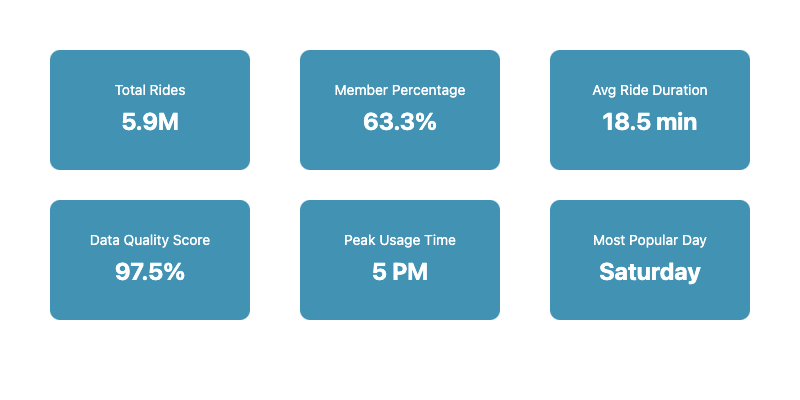 Total Rides
5.9M
Member Percentage
63.3%
Avg Ride Duration
18.5 min
Data Quality Score
97.5%
Peak Usage Time
5 PM
Most Popular Day
Saturday